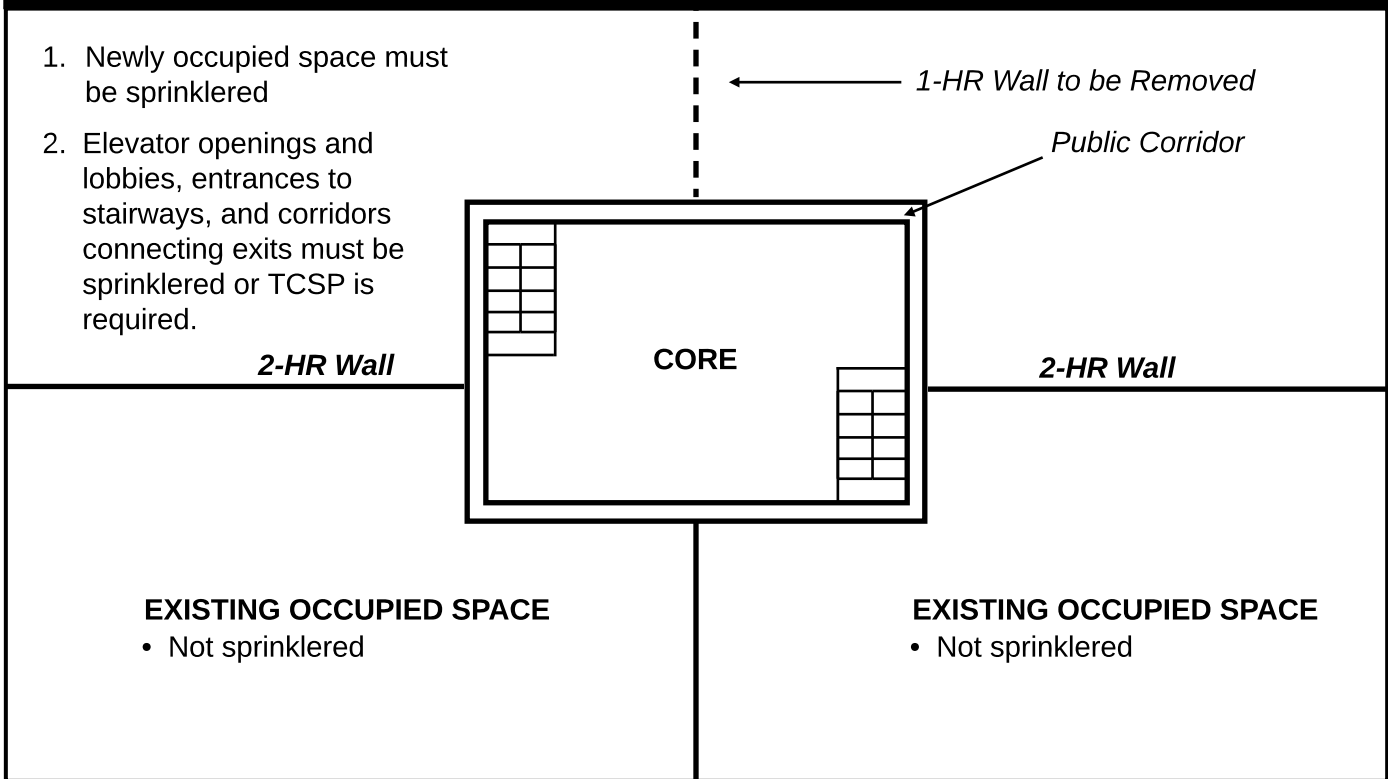 1. Newly occupied space must
be sprinklered
2. Elevator openings and
lobbies, entrances to
stairways, and corridors
connecting exits must be
sprinklered or TCSP is
required.
1-HR Wall to be Removed
Public Corridor
2-HR Wall
CORE
2-HR Wall
EXISTING OCCUPIED SPACE
• Not sprinklered
EXISTING OCCUPIED SPACE
• Not sprinklered